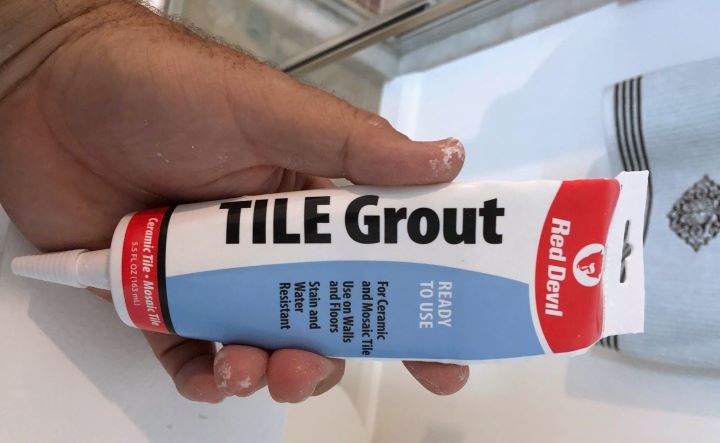 TILE Grout
Red Devil
READY
TO USE
For Ceramic
and Mosaic Tile
Use on Walls
and Floors
Stain and
Water
Resistant
Ceramic Tile • Mosaic Tile
5.5 FL OZ (163 mL)